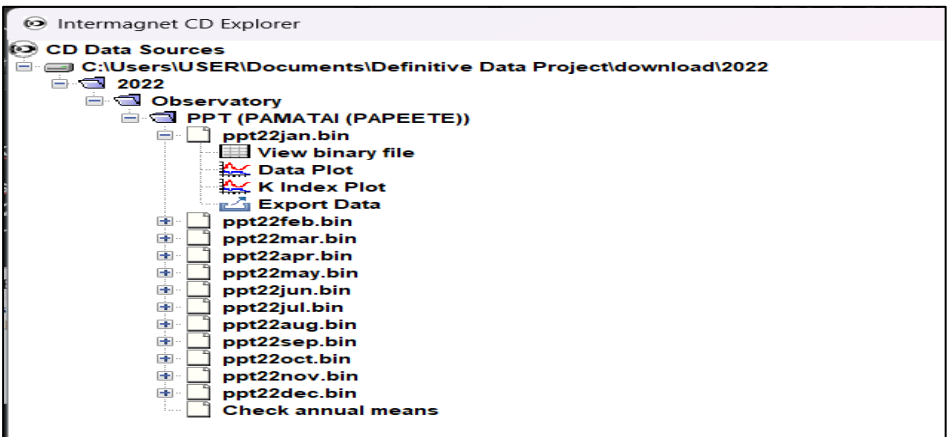 Intermagnet CD Explorer
CD Data Sources
C:\Users\USER\Documents\Definitive Data Project\download\2022
2022
Observatory
PPT (PAMATAI (PAPEETE))
ppt22jan.bin
View binary file
Data Plot
K Index Plot
Export Data
ppt22feb.bin
ppt22mar.bin
ppt22apr.bin
ppt22may.bin
ppt22jun.bin
ppt22jul.bin
ppt22aug.bin
ppt22sep.bin
ppt22oct.bin
ppt22nov.bin
ppt22dec.bin
Check annual means